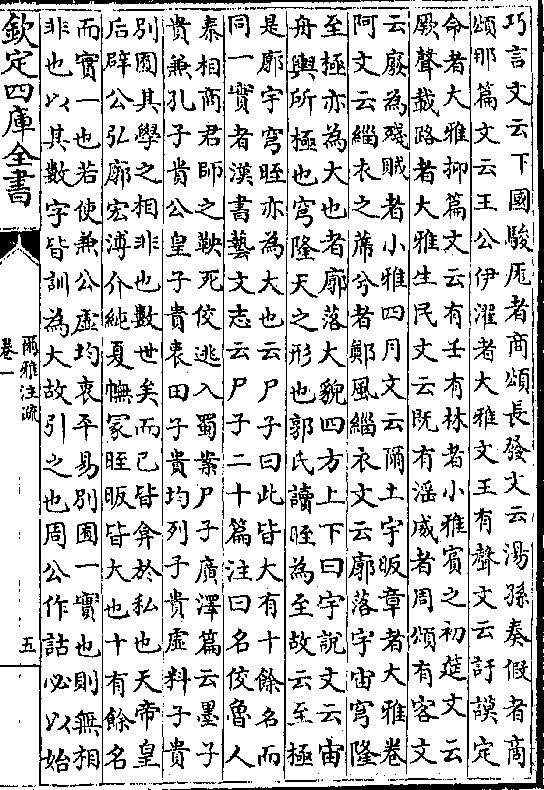 巧言文云下國駿厖者商頌長發文云湯孫奏假者商
頌那篇文云王公伊濯者大雅文王有聲文云訏謨定
命者大雅抑篇文云有壬有林者小雅賓之初筵文云
厥聲載路者大雅生民文云既有淫威者周頌有客文
云廢為殘賊者小雅四月文云爾土宇昄章者大雅卷
阿文云緇衣之蓆兮者鄭風緇衣文云廓落宇宙穹隆
至極亦為大也者廓落大貌四方上下曰宇說文云宙
舟輿所極也穹隆天之形也郭氏讀晊為至故云至極
是廓宇穹晊亦為大也云尸子曰此皆大有十餘名而
同一實者漢書藝文志云尸子二十篇注曰名佼魯人
秦相商君師之鞅死佼逃入蜀案尸子廣澤篇云墨子
貴兼孔子貴公皇子貴衷田子貴均列子貴虛料子貴
別囿其學之相非也數世矣而已皆弇於私也天帝皇
后辟公弘廓宏溥介純夏幠冢晊昄皆大也十有餘名
而實一也若使兼公虛均衷平易別囿一實也則無相
非也以其數字皆訓為大故引之也周公作詁必以始
欽定四庫全書
爾雅注疏
卷一
五